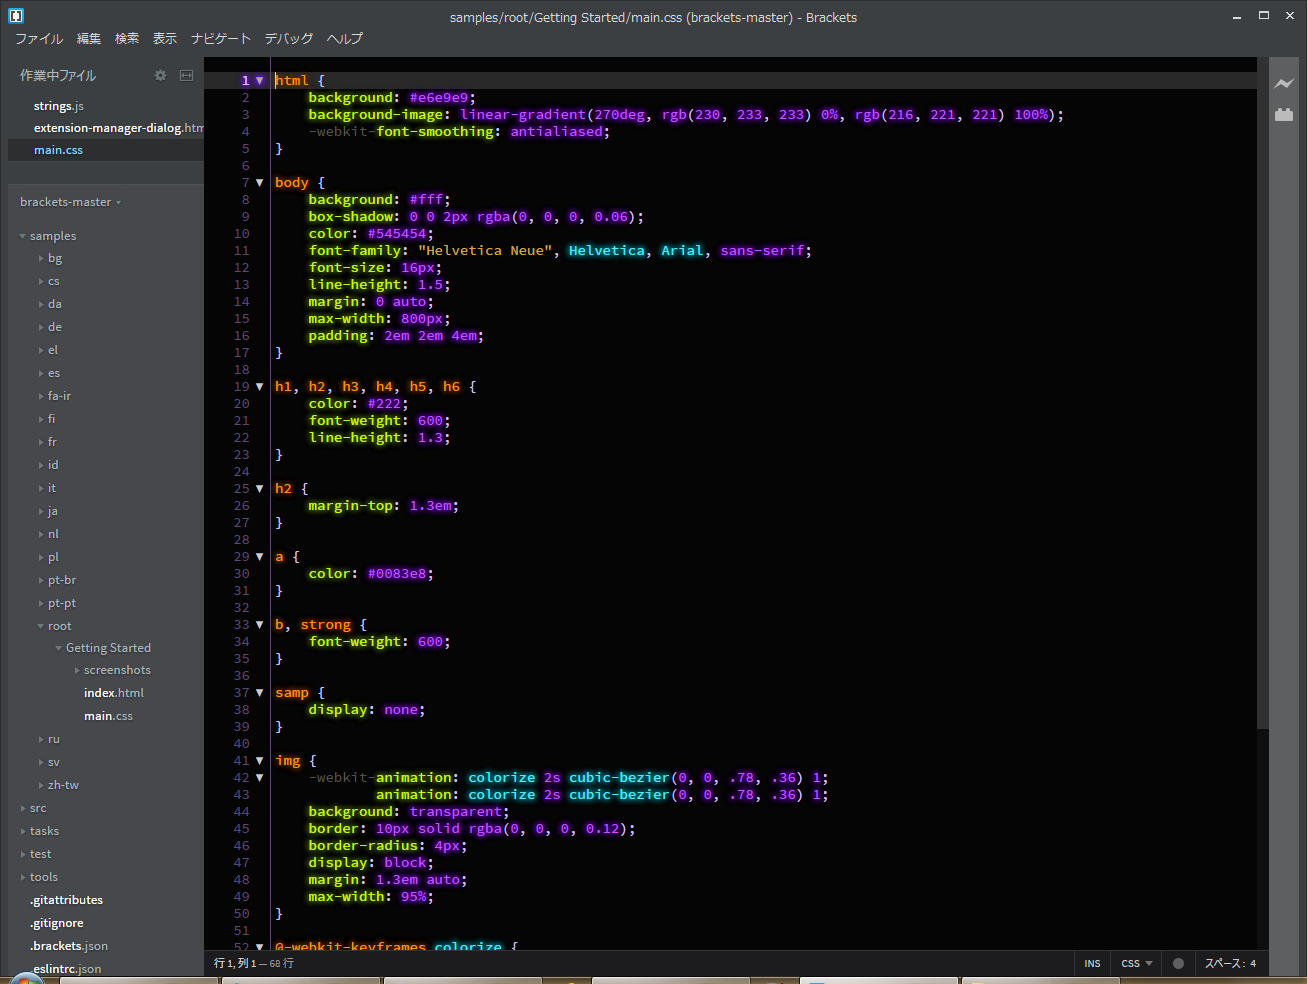 samples/root/Getting Started/main.css (brackets-master) - Brackets
ファイル 編集 検索 表示 ナビゲート デバッグ ヘルプ
作業中ファイル
strings.js
extension-manager-dialog.htm
main.css
brackets-master
samples
bg
cs
da
de
el
es
fa-ir
fi
fr
id
it
ja
nl
pl
pt-br
pt-pt
root
Getting Started
screenshots
index.html
main.css
ru
sv
zh-tw
src
tasks
test
tools
.gitattributes
.gitignore
.brackets.json
.eslintrc.json
1 html {
2 background: #e6e9e9;
3 background-image: linear-gradient(270deg, rgb(230, 233, 233) 0%, rgb(216, 221, 221) 100%);
4 -webkit-font-smoothing: antialiased;
5 }
6
7 body {
8 background: #fff;
9 box-shadow: 0 0 2px rgba(0, 0, 0, 0.06);
10 color: #545454;
11 font-family: "Helvetica Neue", Helvetica, Arial, sans-serif;
12 font-size: 16px;
13 line-height: 1.5;
14 margin: 0 auto;
15 max-width: 800px;
16 padding: 2em 2em 4em;
17 }
18
19 h1, h2, h3, h4, h5, h6 {
20 color: #222;
21 font-weight: 600;
22 line-height: 1.3;
23 }
24
25 h2 {
26 margin-top: 1.3em;
27 }
28
29 a {
30 color: #0083e8;
31 }
32
33 b, strong {
34 font-weight: 600;
35 }
36
37 samp {
38 display: none;
39 }
40
41 img {
42 -webkit-animation: colorize 2s cubic-bezier(0, 0, .78, .36) 1;
43 animation: colorize 2s cubic-bezier(0, 0, .78, .36) 1;
44 background: transparent;
45 border: 10px solid rgba(0, 0, 0, 0.12);
46 border-radius: 4px;
47 display: block;
48 margin: 1.3em auto;
49 max-width: 95%;
50 }
51
52 @-webkit-keyframes colorize {
行 1, 列 1 — 68 行
INS CSS スペース: 4